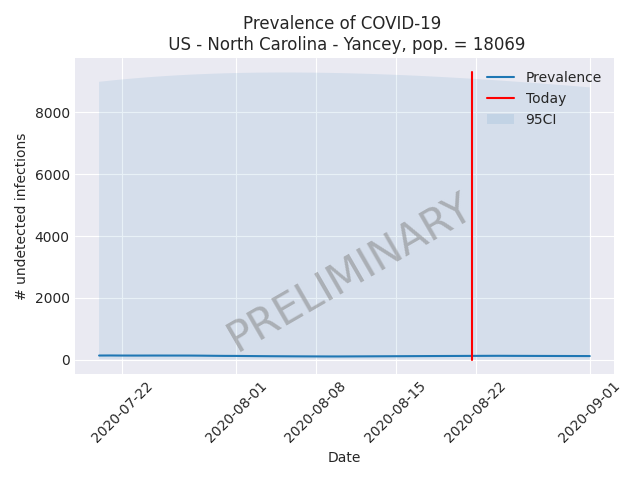 Prevalence of COVID-19
US - North Carolina - Yancey, pop. = 18069
# undetected infections
8000
6000
4000
2000
0
Prevalence
Today
95CI
PRELIMINARY
2020-07-22
2020-08-01
2020-08-08
2020-08-15
2020-08-22
2020-09-01
Date